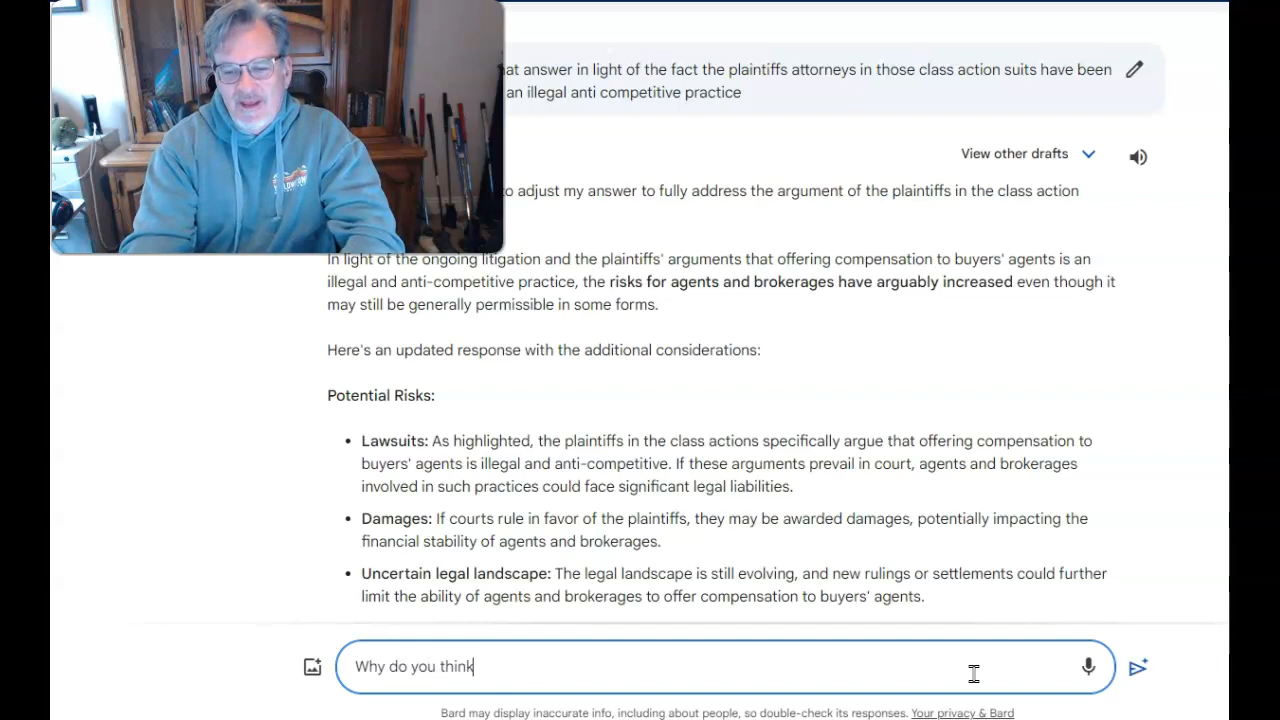 at answer in light of the fact the plaintiffs attorneys in those class action suits have been
an illegal anti competitive practice
View other drafts
to adjust my answer to fully address the argument of the plaintiffs in the class action
In light of the ongoing litigation and the plaintiffs' arguments that offering compensation to buyers' agents is an
illegal and anti-competitive practice, the risks for agents and brokerages have arguably increased even though it
may still be generally permissible in some forms.
Here's an updated response with the additional considerations:
Potential Risks:
• Lawsuits: As highlighted, the plaintiffs in the class actions specifically argue that offering compensation to
buyers' agents is illegal and anti-competitive. If these arguments prevail in court, agents and brokerages
involved in such practices could face significant legal liabilities.
• Damages: If courts rule in favor of the plaintiffs, they may be awarded damages, potentially impacting the
financial stability of agents and brokerages.
• Uncertain legal landscape: The legal landscape is still evolving, and new rulings or settlements could further
limit the ability of agents and brokerages to offer compensation to buyers' agents.
Why do you think
Bard may display inaccurate info, including about people, so double-check its responses. Your privacy & Bard